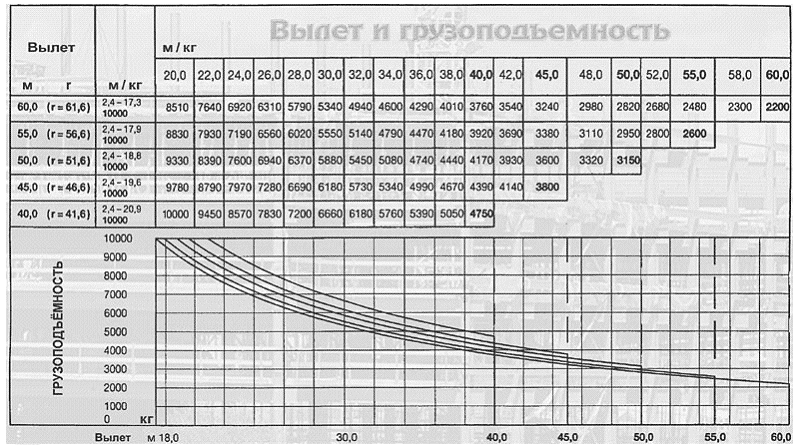 Вылет и грузоподъемность
Вылет м / кг
м г м / кг 20,0 22,0 24,0 26,0 28,0 30,0 32,0 34,0 36,0 38,0 40,0 42,0 45,0 48,0 50,0 52,0 55,0 58,0 60,0
60,0 (r = 61,6) 2,4 – 17,3 10000 8510 7640 6920 6310 5790 5340 4940 4600 4290 4010 3760 3540 3240 2980 2820 2680 2480 2300 2200
55,0 (r = 56,6) 2,4 – 17,9 10000 8830 7930 7190 6560 6020 5550 5140 4790 4470 4180 3920 3690 3380 3110 2950 2800 2600
50,0 (r = 51,6) 2,4 – 18,8 10000 9330 8390 7600 6940 6370 5880 5450 5080 4740 4440 4170 3930 3600 3320 3150
45,0 (r = 46,6) 2,4 – 19,6 10000 9780 8790 7970 7280 6690 6180 5730 5340 4990 4670 4390 4140 3800
40,0 (r = 41,6) 2,4 – 20,9 10000 10000 9450 8570 7830 7200 6660 6180 5760 5390 5050 4750
ГРУЗОПОДЪЁМНОСТЬ
10000
9000
8000
7000
6000
5000
4000
3000
2000
1000
0 кг
Вылет м 18,0 30,0 40,0 45,0 50,0 55,0 60,0